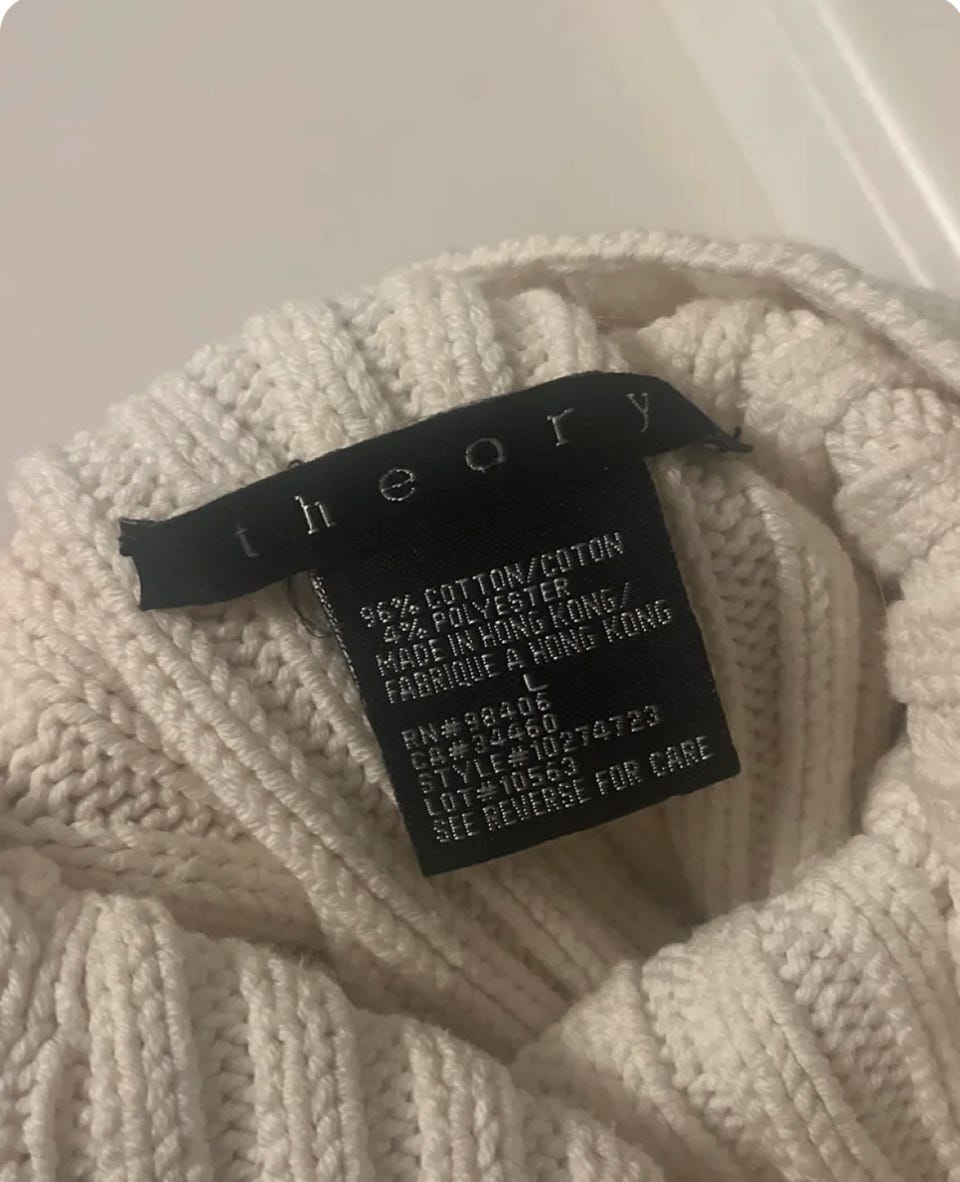 theory
96% COTTON/COTON
4% POLYESTER
MADE IN HONG KONG/
FABRIQUE A HONG KONG
L
RN#98406
CA#34460
STYLE#10274723
LOT#10563
SEE REVERSE FOR CARE